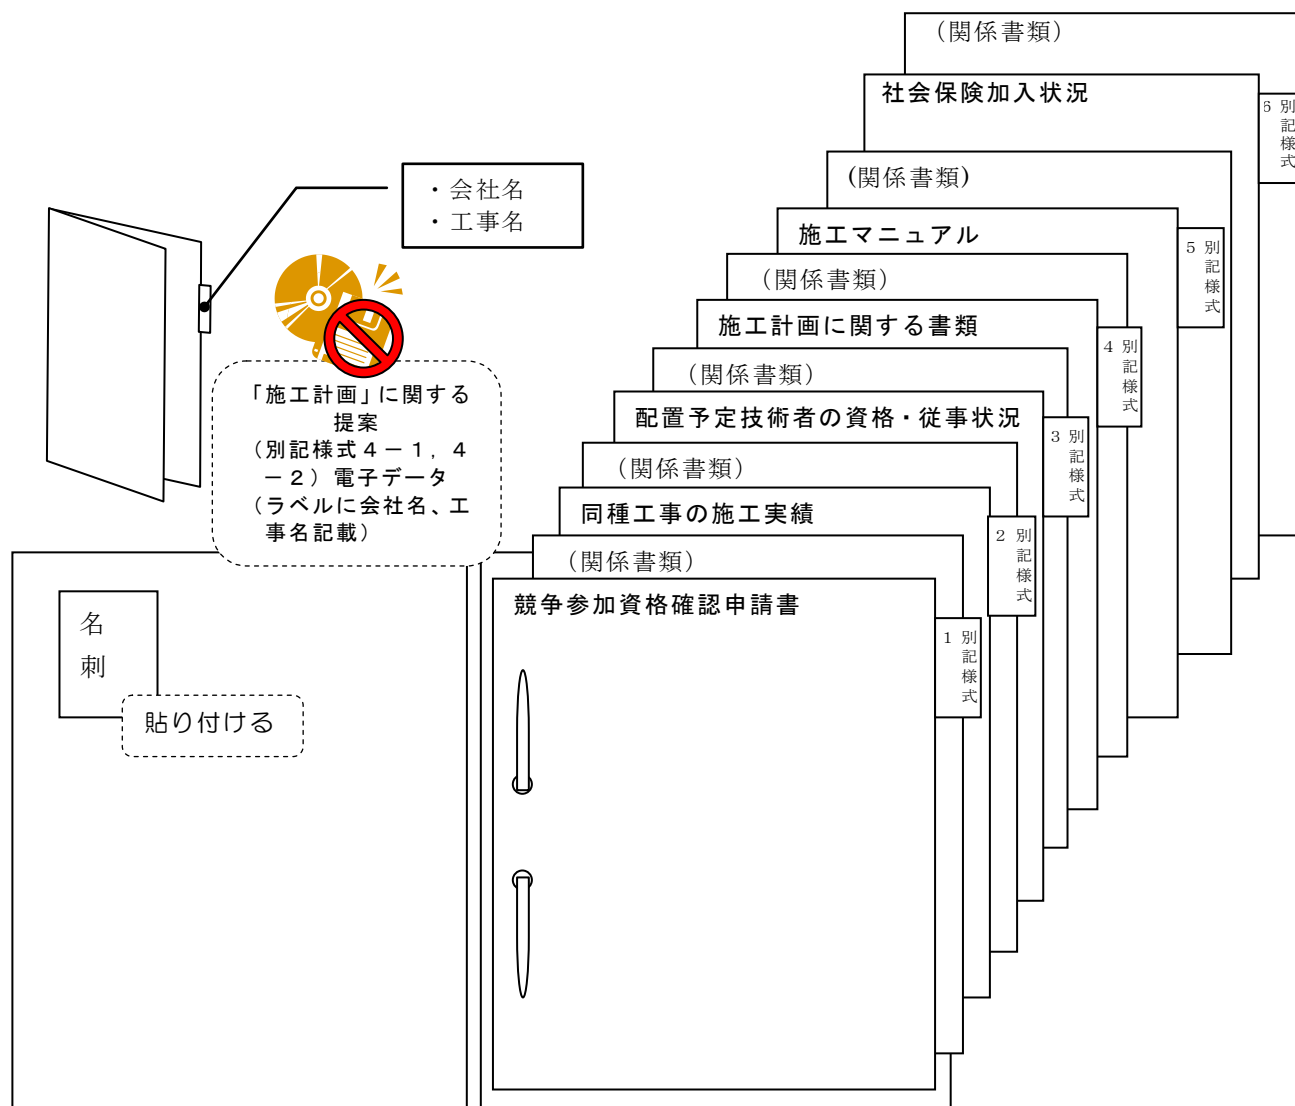 （関係書類）
社会保険加入状況
別記様式6
（関係書類）
・会社名
・工事名
施工マニュアル
別記様式5
（関係書類）
施工計画に関する書類
別記様式4
（関係書類）
「施工計画」に関する
提案
（別記様式４－１，４
－２）電子データ
（ラベルに会社名、工
事名記載）
配置予定技術者の資格・従事状況
別記様式3
（関係書類）
同種工事の施工実績
別記様式2
（関係書類）
競争参加資格確認申請書
別記様式1
名
刺
貼り付ける